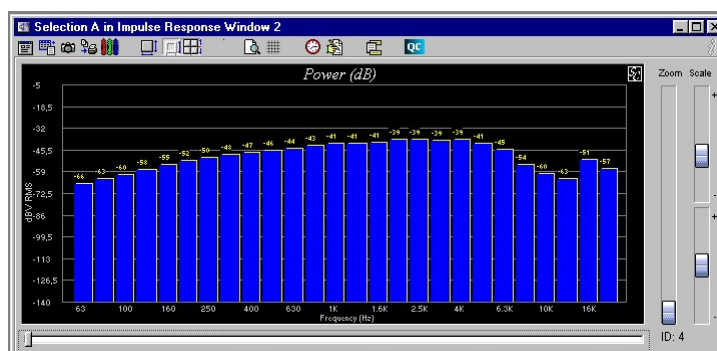 Selection A in Impulse Response Window 2
QC
Power (dB)
Zoom Scale
-5
-18,5
-32
-45,5
-59
-72,5
-86
-99,5
-113
-126,5
-140
dBV RMS
-66 -63 -60 -58 -55 -52 -50 -48 -47 -46 -44 -43 -41 -41 -41 -39 -39 -39 -39 -41 -45 -54 -60 -63 -51 -57
63 100 160 250 400 630 1K 1.6K 2.5K 4K 6.3K 10K 16K
Frequency (Hz)
+
-
+
-
ID: 4